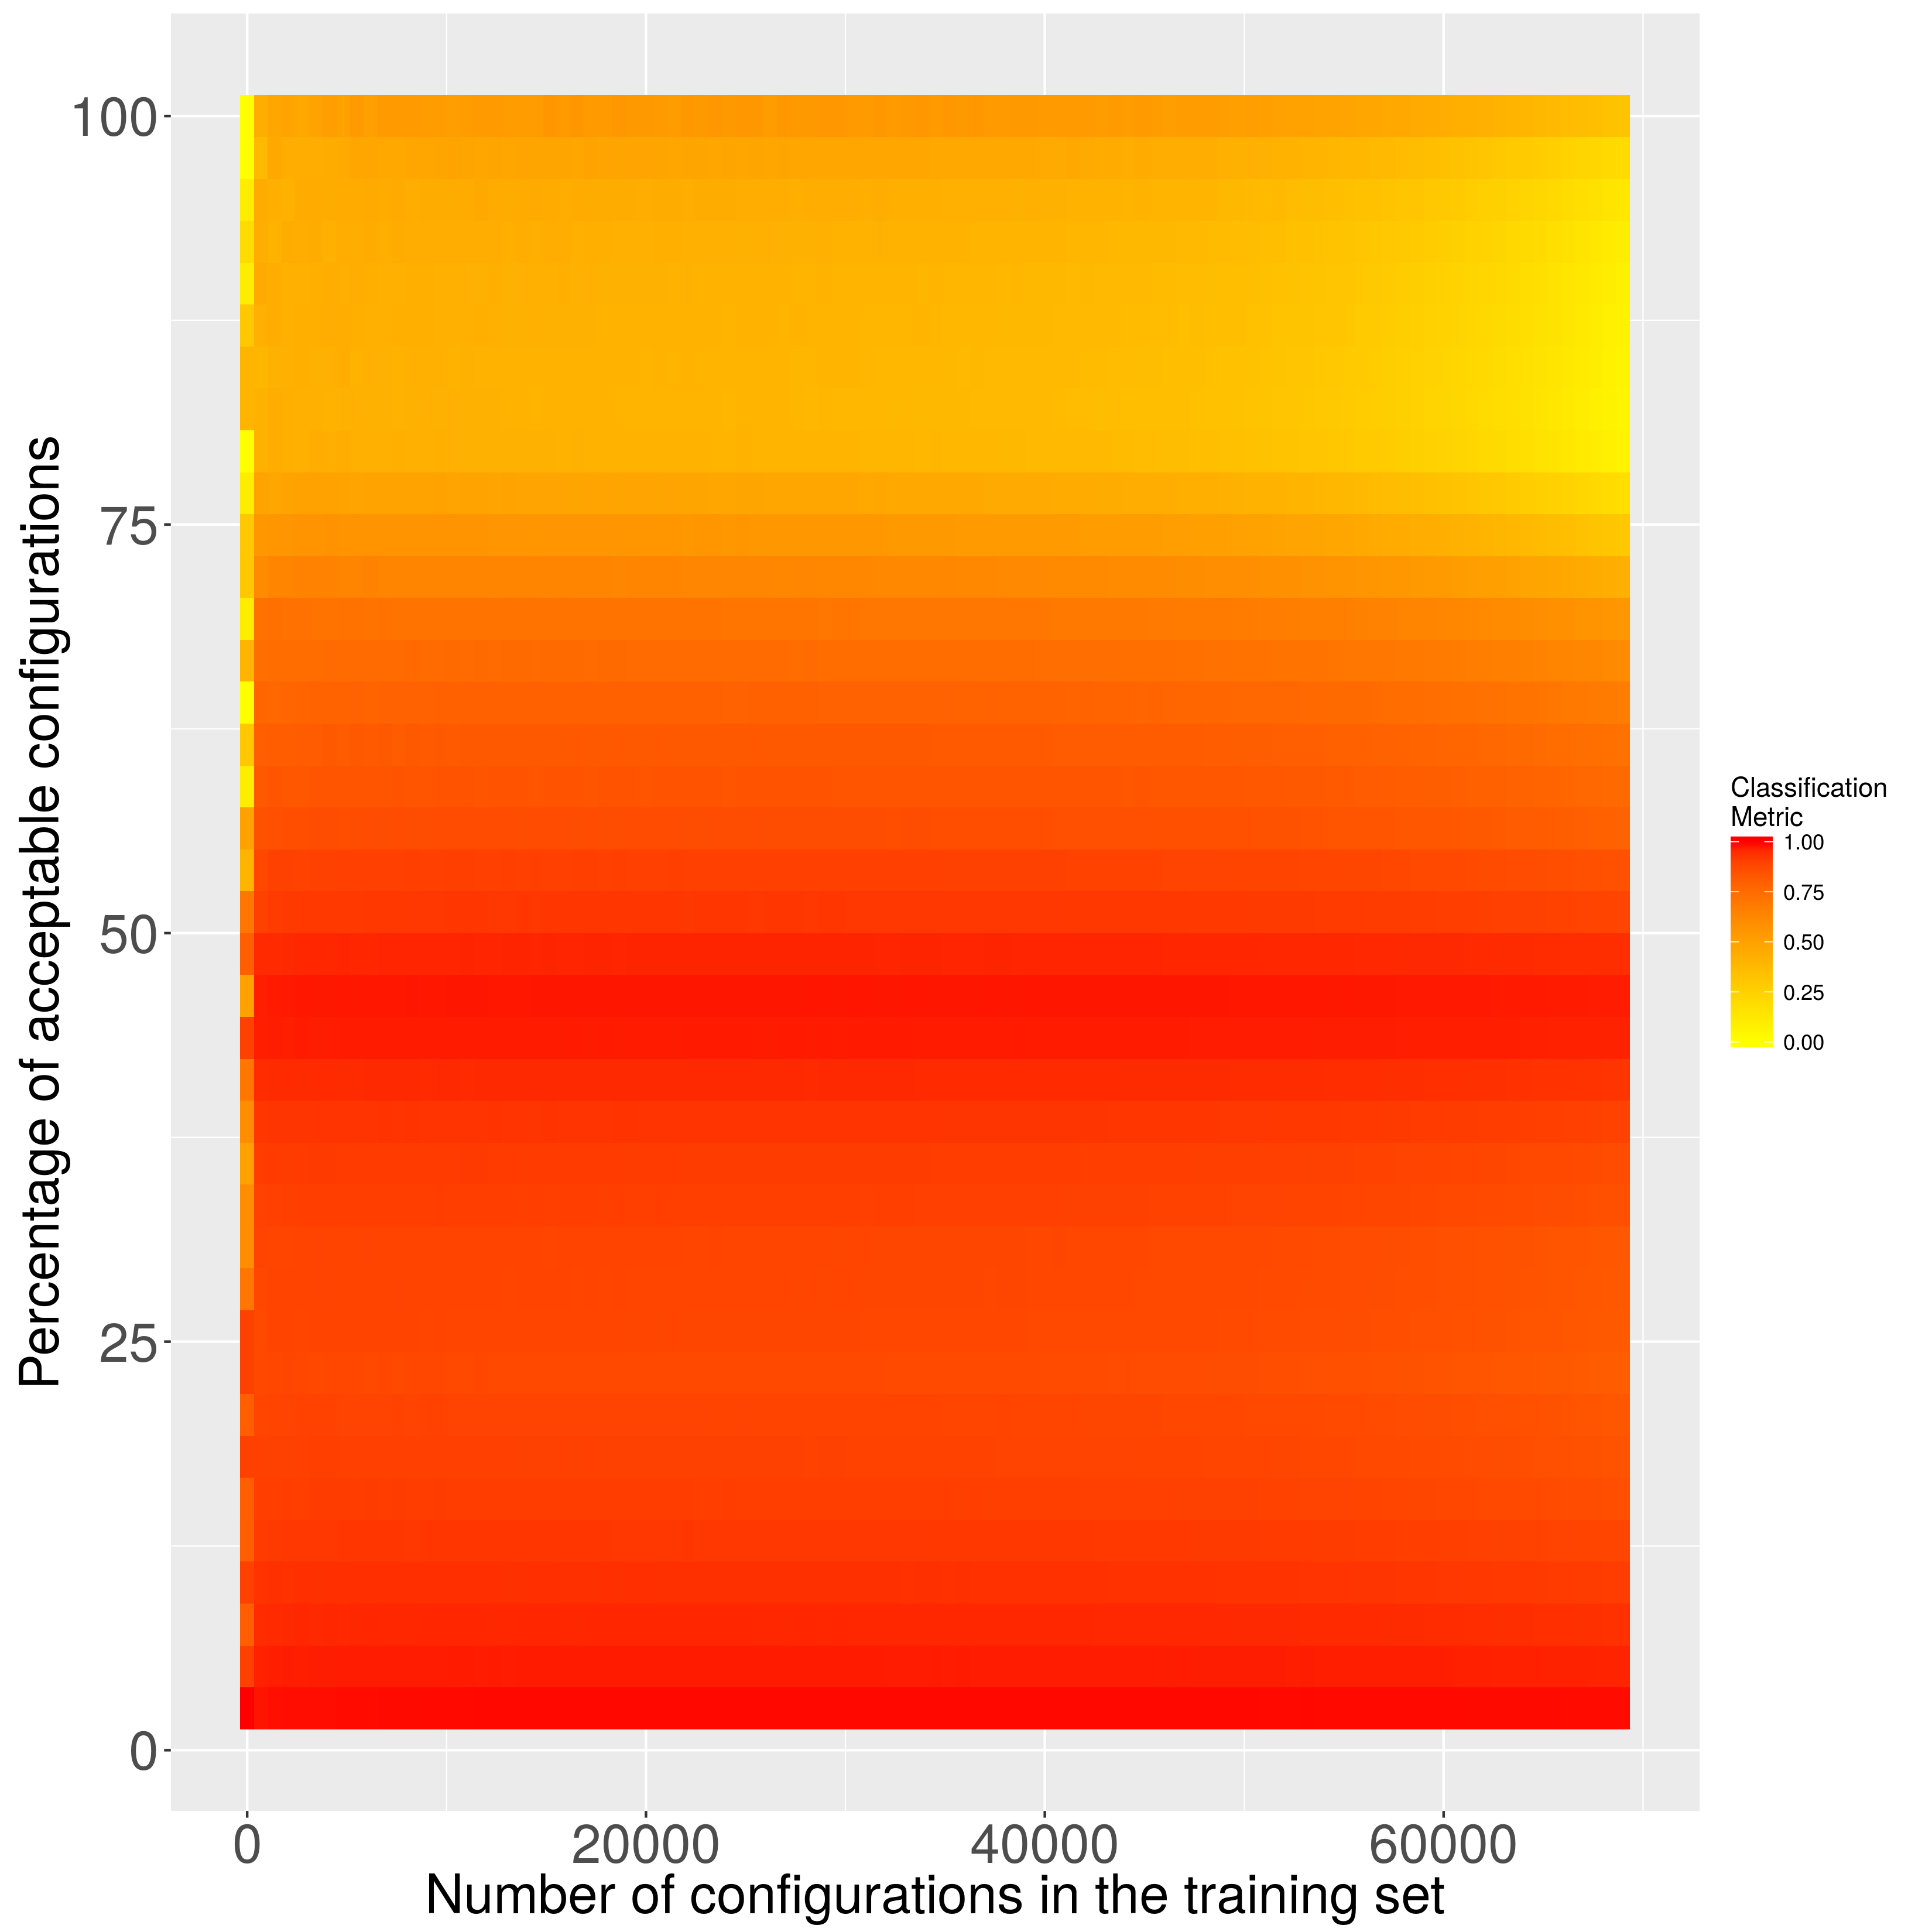 Percentage of acceptable configurations
100
75
50
25
0
0 20000 40000 60000
Number of configurations in the training set
Classification
Metric
1.00
0.75
0.50
0.25
0.00